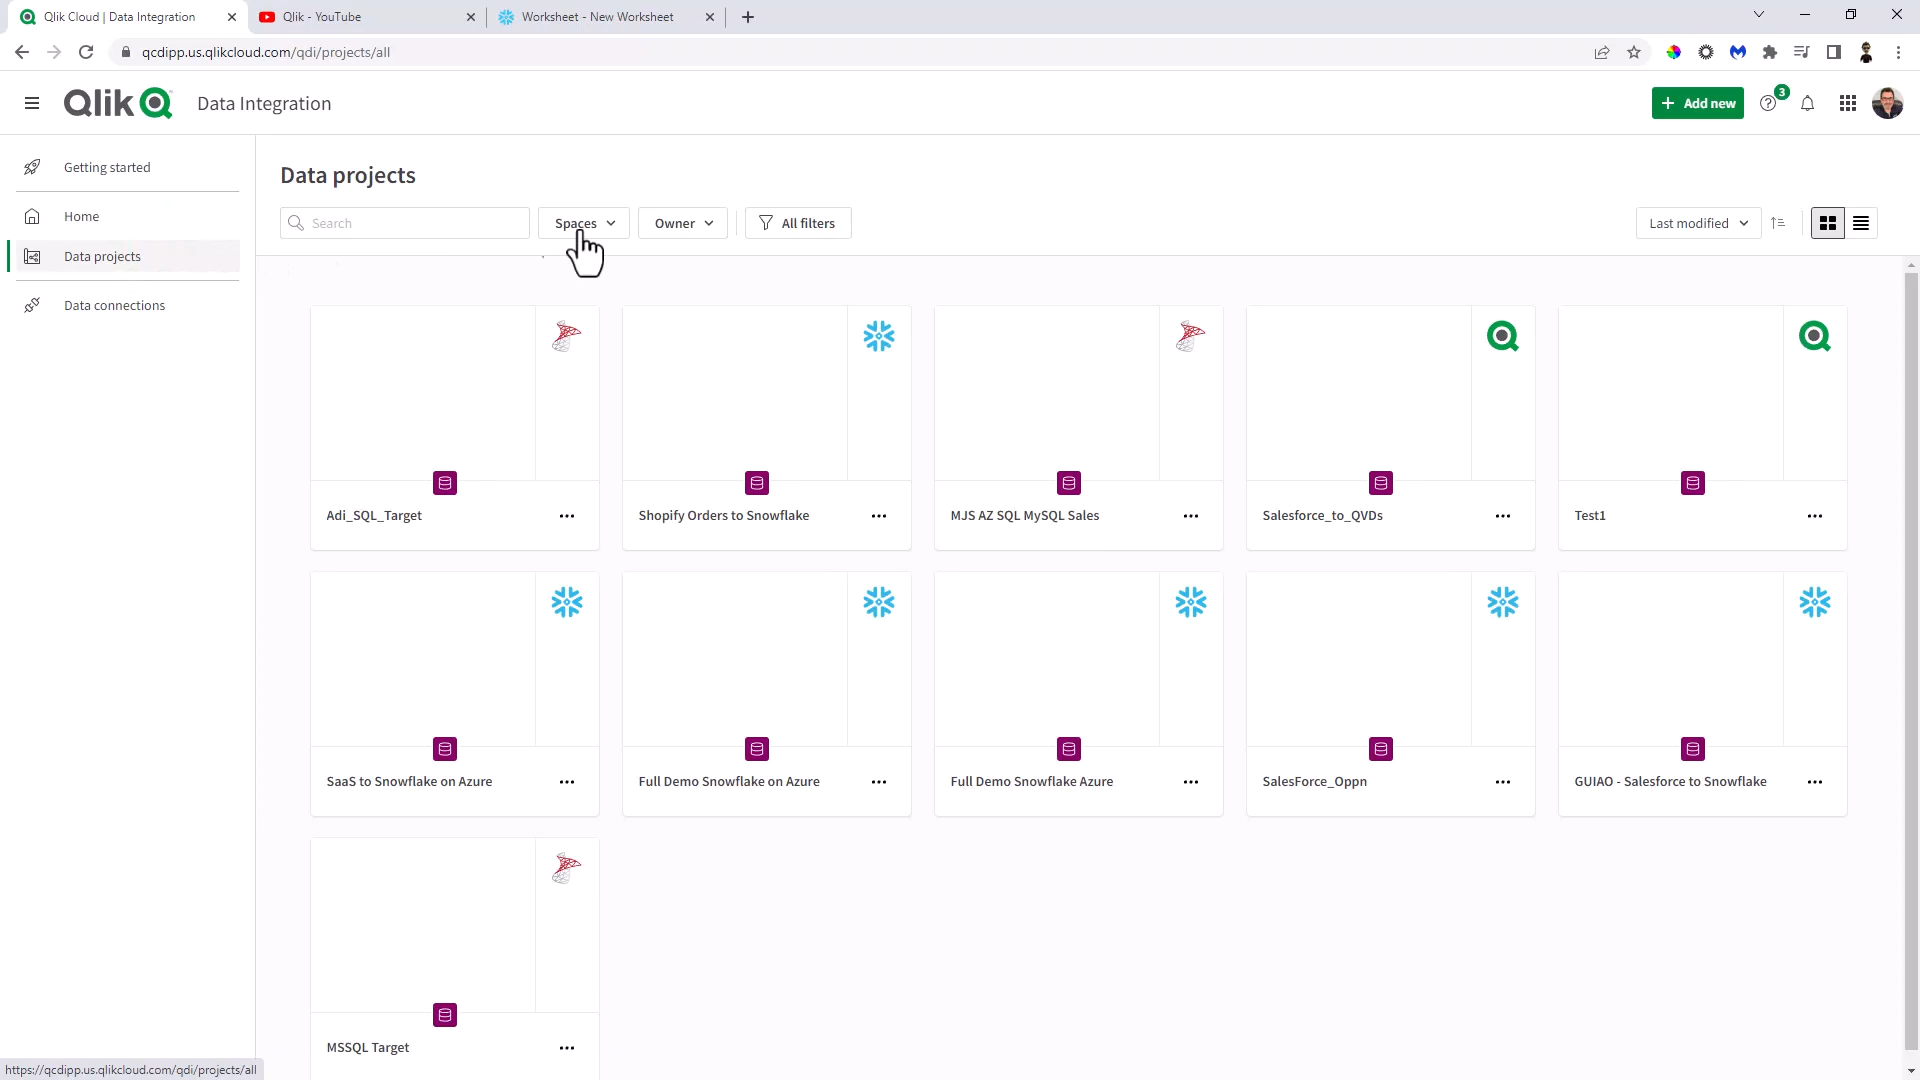 Qlik Cloud | Data Integration
Qlik - YouTube
Worksheet - New Worksheet
qcdipp.us.qlikcloud.com/qdi/projects/all
Qlik
Data Integration
Add new
3
Getting started
Home
Data projects
Data connections
Data projects
Search
Spaces
Owner
All filters
Last modified
Adi_SQL_Target
Shopify Orders to Snowflake
MJS AZ SQL MySQL Sales
Salesforce_to_QVDs
Test1
SaaS to Snowflake on Azure
Full Demo Snowflake on Azure
Full Demo Snowflake Azure
SalesForce_Oppn
GUIAO - Salesforce to Snowflake
MSSQL Target
https://qcdipp.us.qlikcloud.com/qdi/projects/all